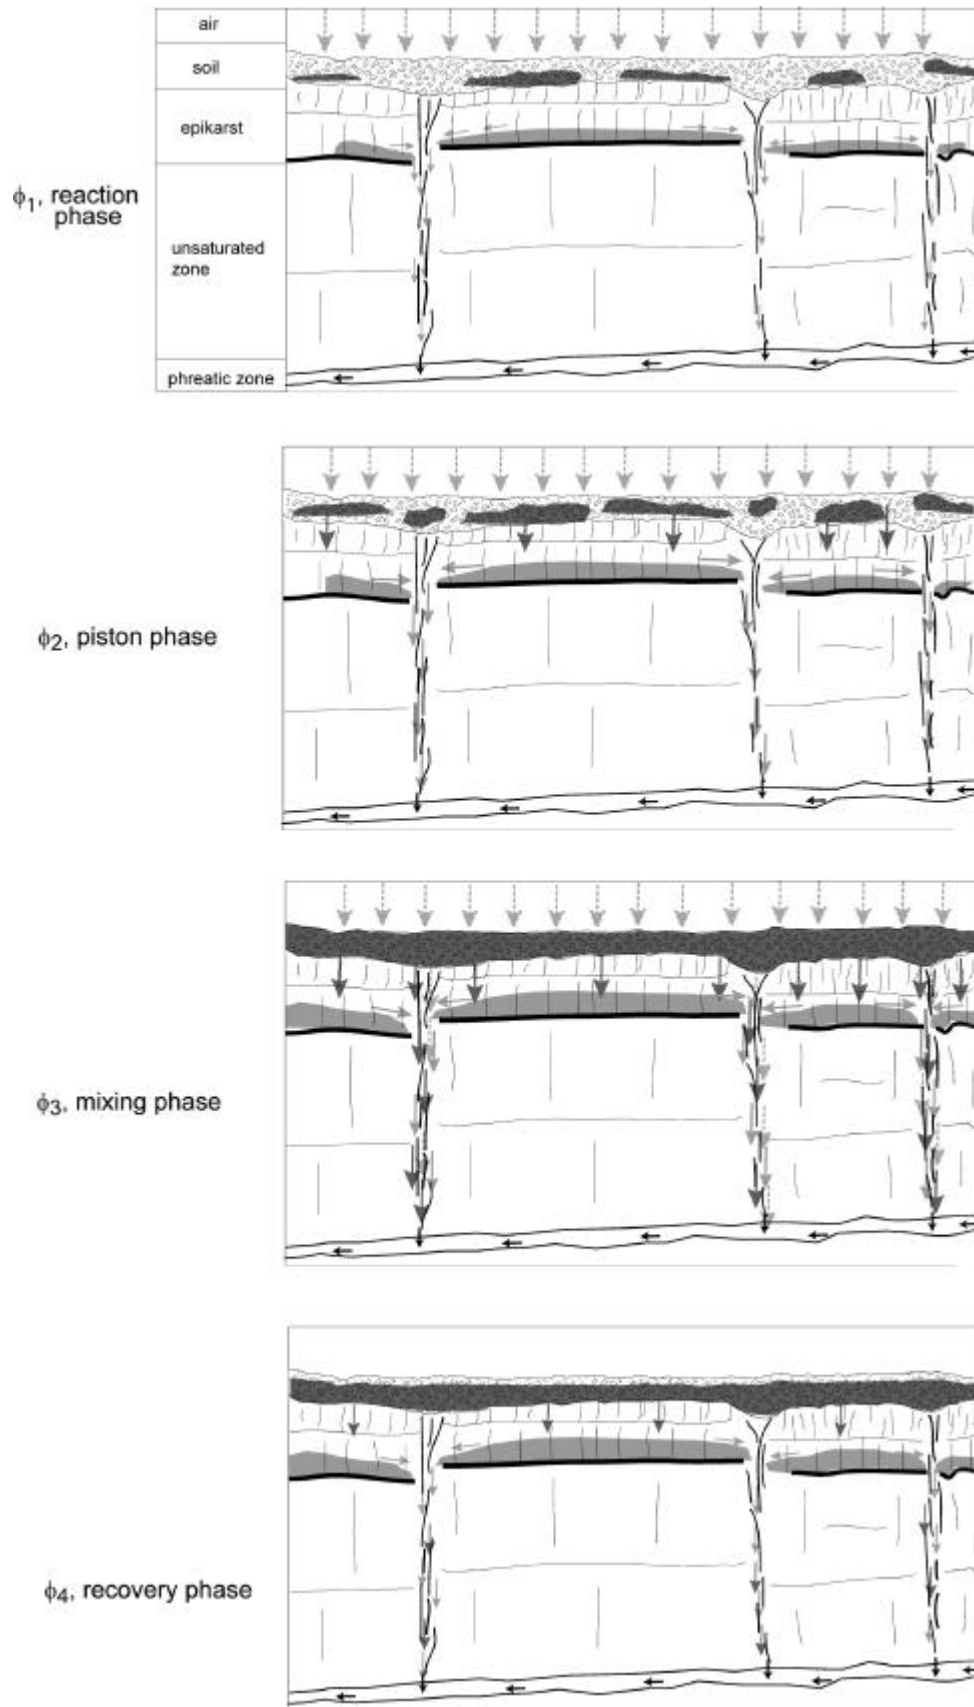 air
soil
epikarst
ϕ1, reaction
phase
unsaturated
zone
phreatic zone
ϕ2, piston phase
ϕ3, mixing phase
ϕ4, recovery phase